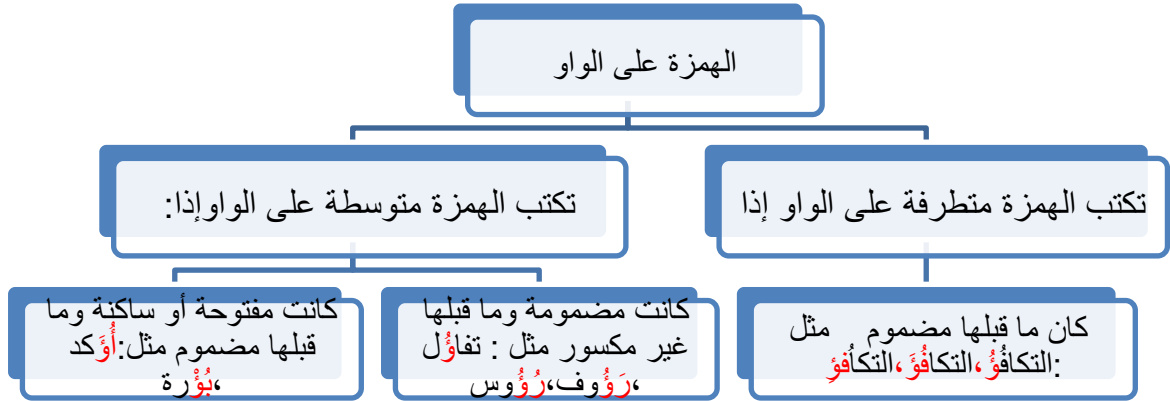 الهمزة على الواو
تكتب الهمزة متطرفة على الواو إذا
تكتب الهمزة متوسطة على الواوإذا:
كان ما قبلها مضموم مثل
:التكافُؤُ،التكافُؤَ،التكاُفؤِ
كانت مضمومة وما قبلها
غير مكسور مثل : تفاؤُل
،رَؤُوف،رُؤُوس
كانت مفتوحة أو ساكنة وما
قبلها مضموم مثل:أُؤَكد
،بُؤْرة